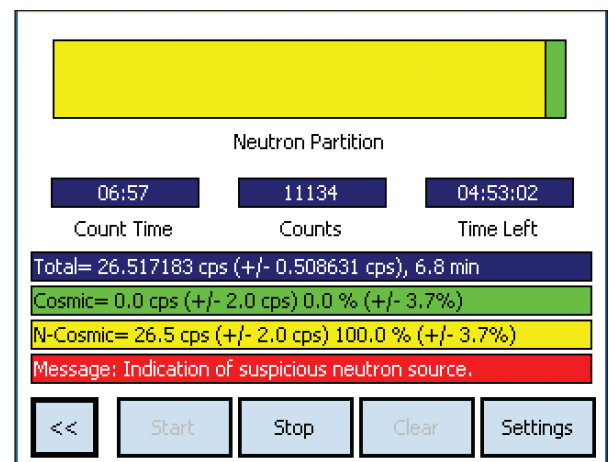 Neutron Partition
06:57 11134 04:53:02
Count Time Counts Time Left
Total= 26.517183 cps (+/- 0.508631 cps), 6.8 min
Cosmic= 0.0 cps (+/- 2.0 cps) 0.0 % (+/- 3.7%)
N-Cosmic= 26.5 cps (+/- 2.0 cps) 100.0 % (+/- 3.7%)
Message: Indication of suspicious neutron source.
<< Start Stop Clear Settings